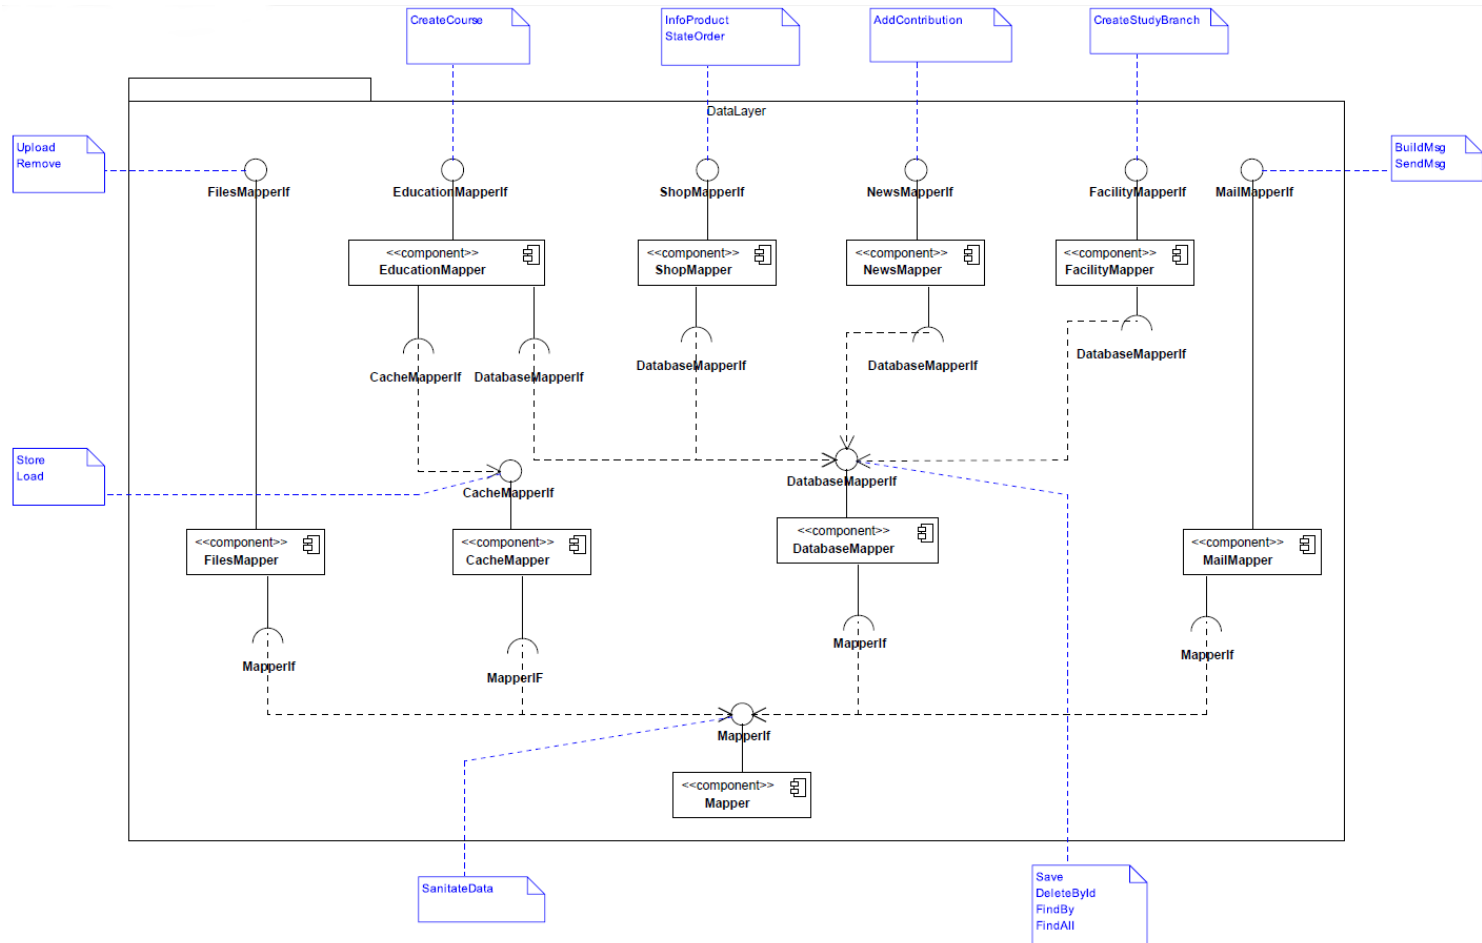 CreateCourse
InfoProduct
StateOrder
AddContribution
CreateStudyBranch
DataLayer
Upload
Remove
BuildMsg
SendMsg
FilesMapperIf
EducationMapperIf
ShopMapperIf
NewsMapperIf
FacilityMapperIf
MailMapperIf
<<component>>
EducationMapper
<<component>>
ShopMapper
<<component>>
NewsMapper
<<component>>
FacilityMapper
CacheMapperIf
DatabaseMapperIf
DatabaseMapperIf
DatabaseMapperIf
DatabaseMapperIf
Store
Load
CacheMapperIf
DatabaseMapperIf
<<component>>
FilesMapper
<<component>>
CacheMapper
<<component>>
DatabaseMapper
<<component>>
MailMapper
MapperIf
MapperIF
MapperIf
MapperIf
MapperIf
<<component>>
Mapper
SanitateData
Save
DeleteById
FindBy
FindAll